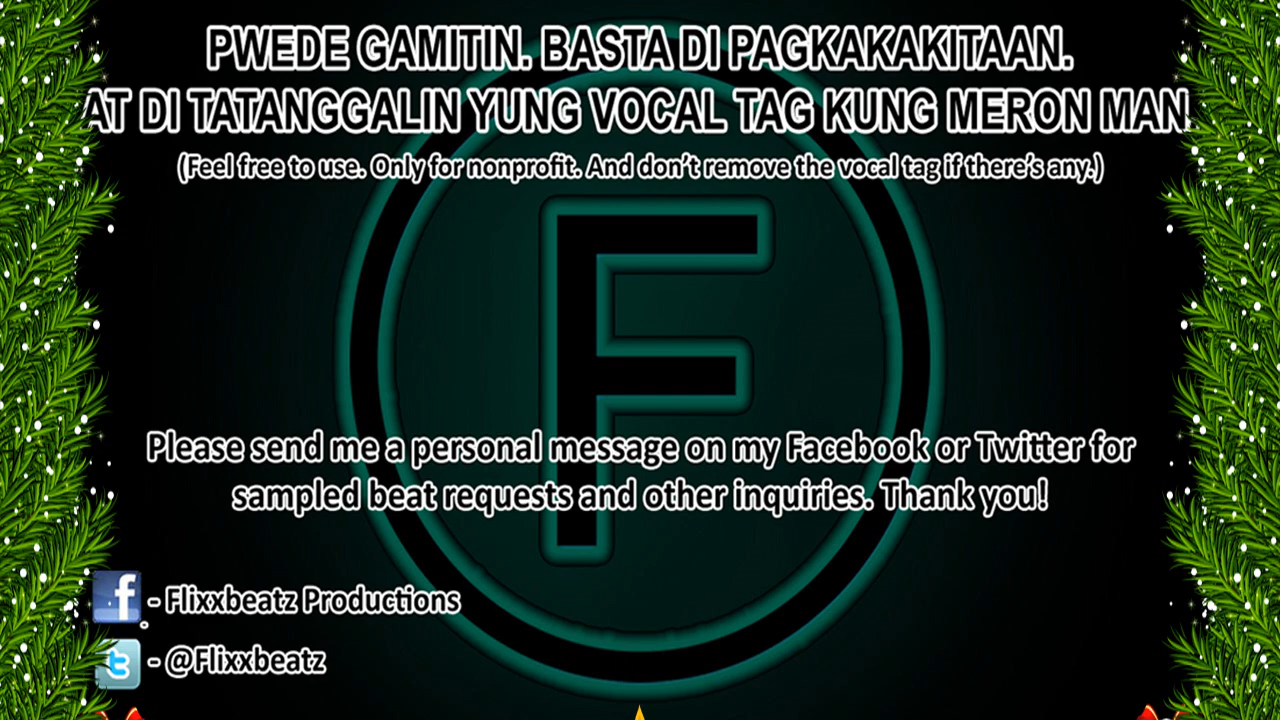 PWEDE GAMITIN. BASTA DI PAGKAKAKITAAN.
AT DI TATANGGALIN YUNG VOCAL TAG KUNG MERON MAN.
(Feel free to use. Only for nonprofit. And don't remove the vocal tag if there's any.)
F
Please send me a personal message on my Facebook or Twitter for
sampled beat requests and other inquiries. Thank you!
f - Flixxbeatz Productions
t - @Flixxbeatz